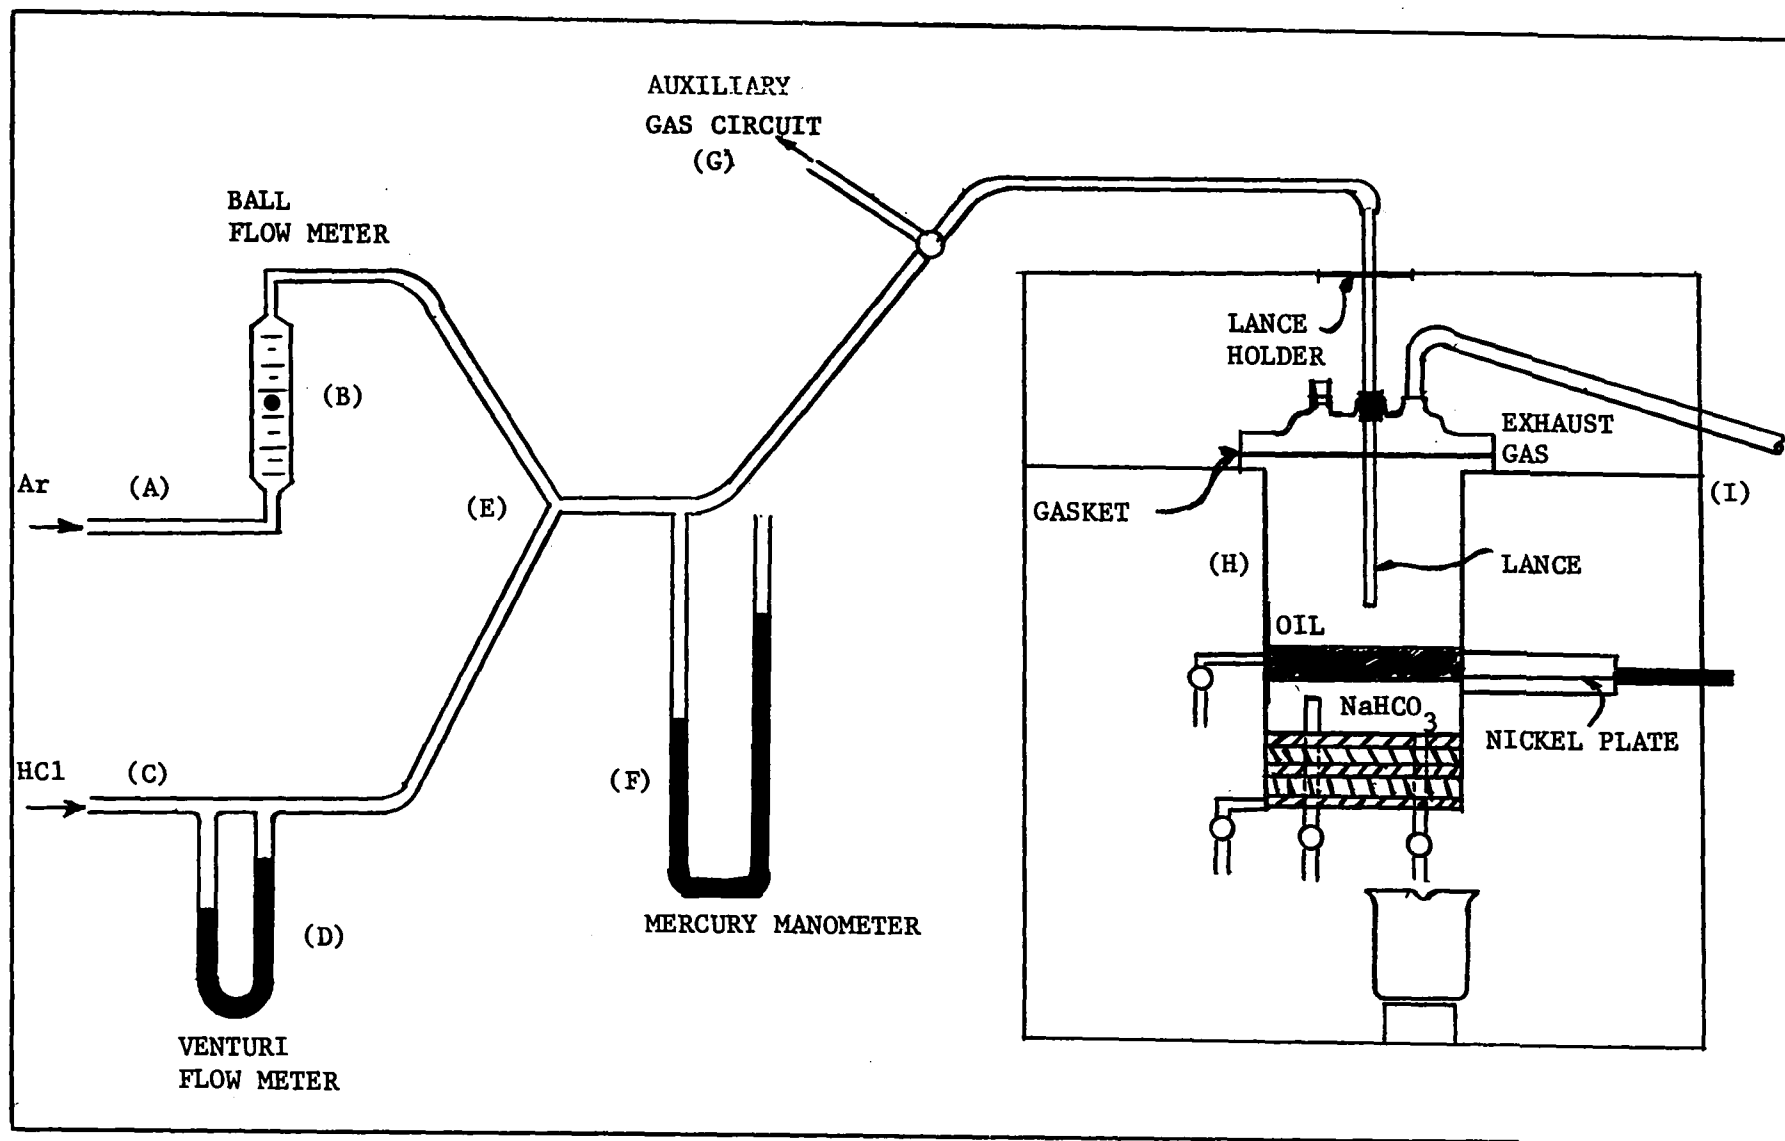 AUXILIARY
GAS CIRCUIT
(G)
BALL
FLOW METER
(B)
Ar
(A)
(E)
LANCE
HOLDER
EXHAUST
GAS
(I)
GASKET
(H)
LANCE
OIL
NaHCO3
NICKEL PLATE
HCl
(C)
(F)
(D)
MERCURY MANOMETER
VENTURI
FLOW METER